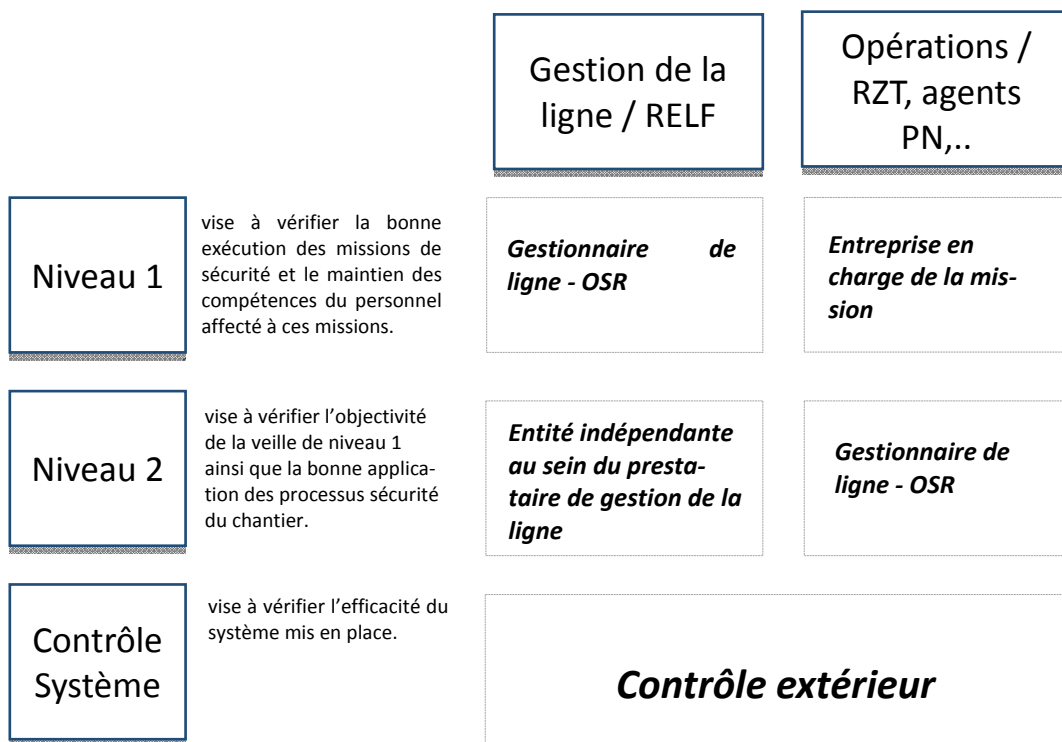 Gestion de la
ligne / RELF
Opérations /
RZT, agents
PN,..
Niveau 1
vise à vérifier la bonne
exécution des missions de
sécurité et le maintien des
compétences du personnel
affecté à ces missions.
Gestionnaire de
ligne - OSR
Entreprise en
charge de la mis-
sion
Niveau 2
vise à vérifier l’objectivité
de la veille de niveau 1
ainsi que la bonne applica-
tion des processus sécurité
du chantier.
Entité indépendante
au sein du presta-
taire de gestion de la
ligne
Gestionnaire de
ligne - OSR
Contrôle
Système
vise à vérifier l’efficacité du
système mis en place.
Contrôle extérieur